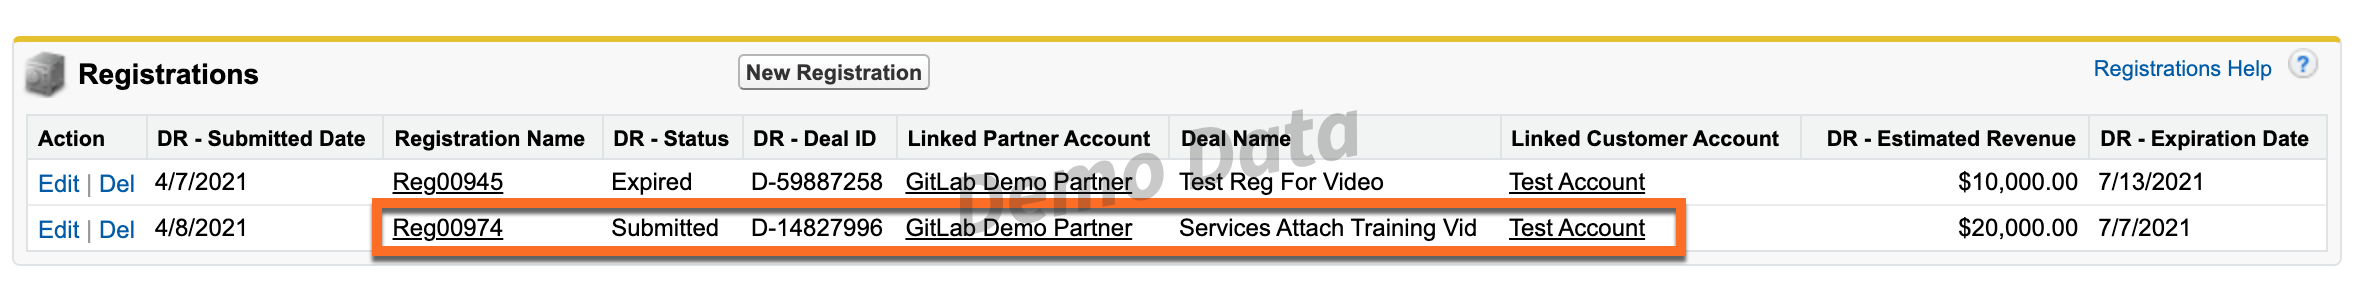 Registrations New Registration Registrations Help ?
Action DR - Submitted Date Registration Name DR - Status DR - Deal ID Linked Partner Account Deal Name Linked Customer Account DR - Estimated Revenue DR - Expiration Date
Edit | Del 4/7/2021 Reg00945 Expired D-59887258 GitLab Demo Partner Test Reg For Video Test Account $10,000.00 7/13/2021
Edit | Del 4/8/2021 Reg00974 Submitted D-14827996 GitLab Demo Partner Services Attach Training Vid Test Account $20,000.00 7/7/2021
Demo Data